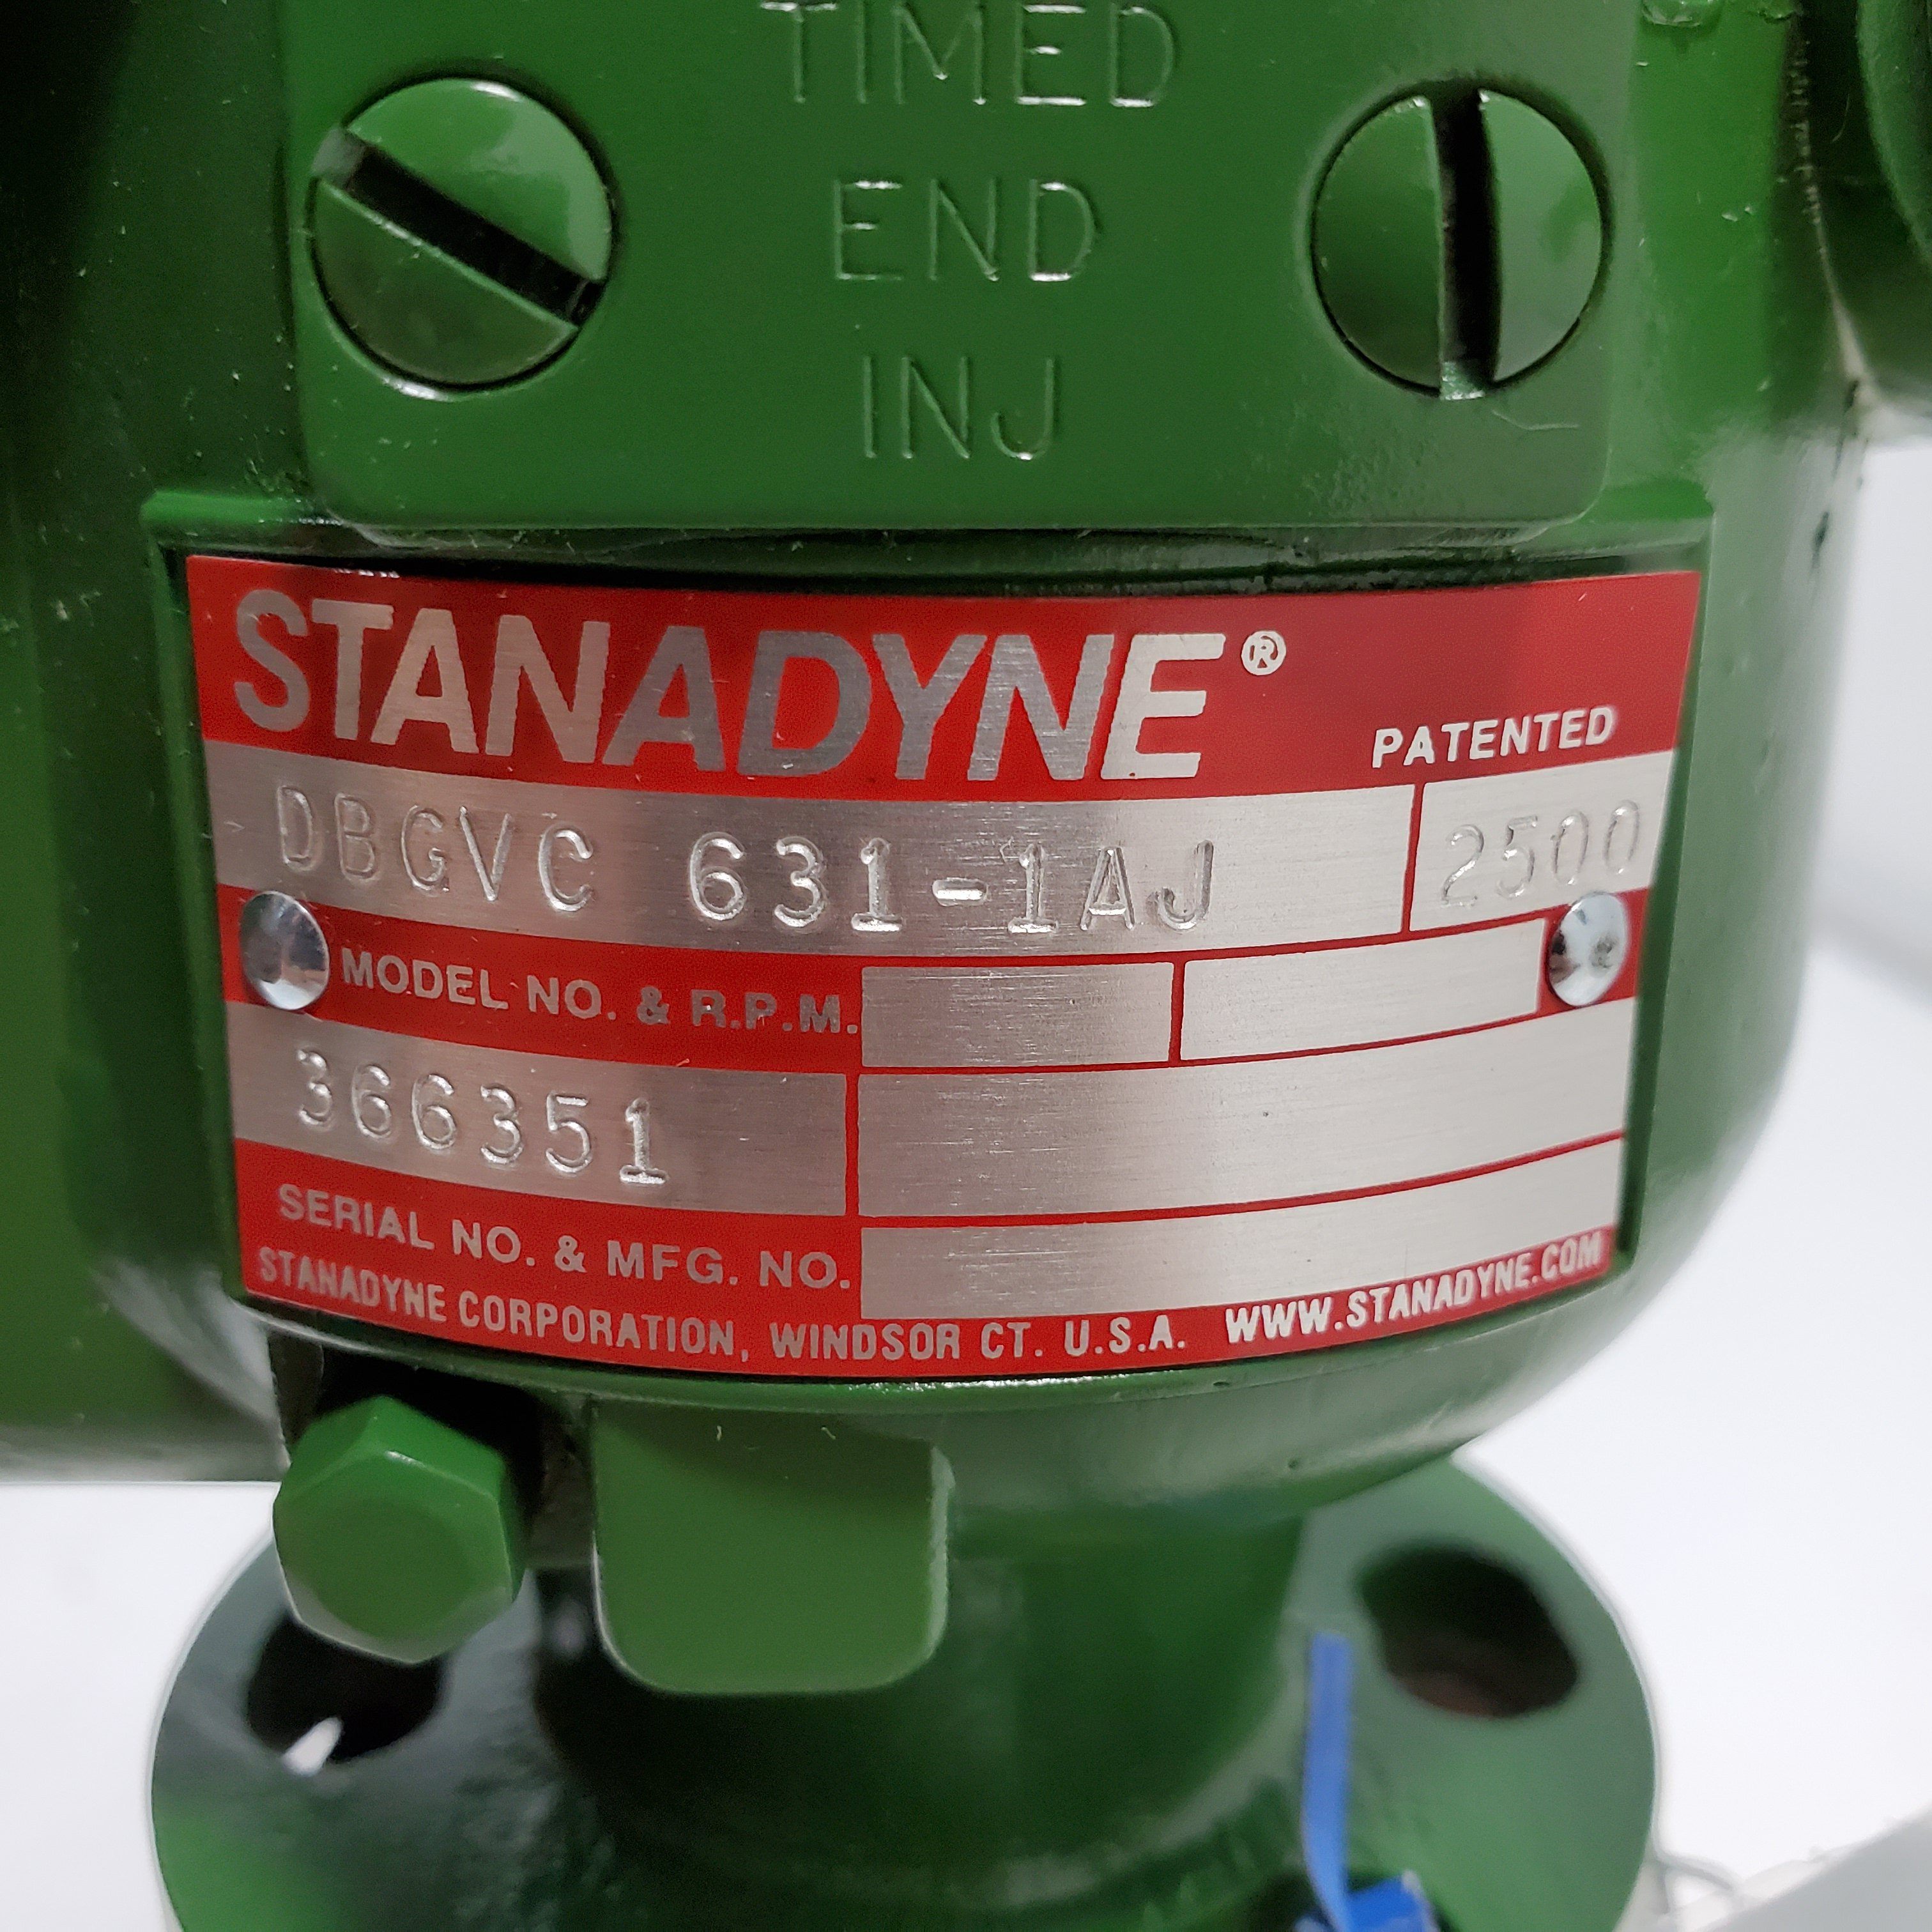 TIMED
END
INJ
STANADYNE®
PATENTED
DBGVC 631-1AJ 2500
MODEL NO. & R.P.M.
366351
SERIAL NO. & MFG. NO.
STANADYNE CORPORATION, WINDSOR CT. U.S.A. WWW.STANADYNE.COM